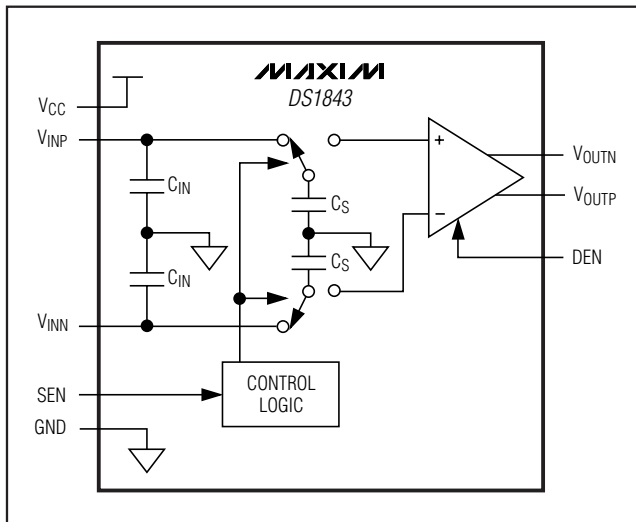 MAXIM
DS1843
VCC
VINP
CIN
CS
+
−
VOUTN
VOUTP
CS
CIN
DEN
VINN
SEN
CONTROL
LOGIC
GND